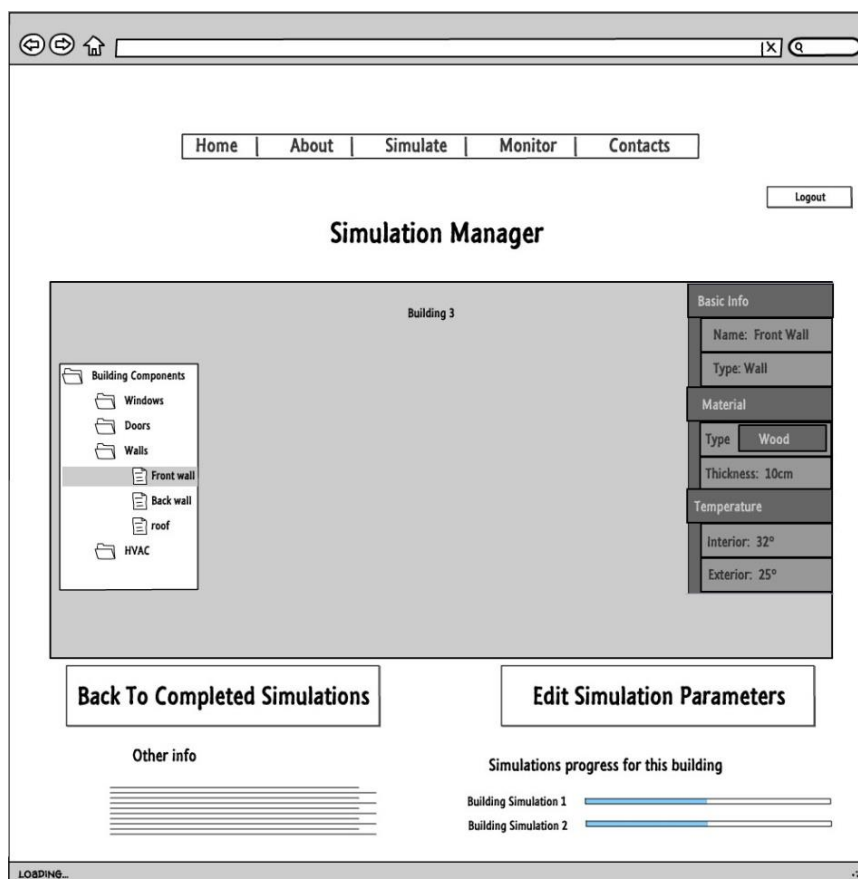 Home | About | Simulate | Monitor | Contacts
Logout
Simulation Manager
Building 3
Building Components
Windows
Doors
Walls
Front wall
Back wall
roof
HVAC
Basic Info
Name: Front Wall
Type: Wall
Material
Type Wood
Thickness: 10cm
Temperature
Interior: 32°
Exterior: 25°
Back To Completed Simulations
Edit Simulation Parameters
Other info
Simulations progress for this building
Building Simulation 1
Building Simulation 2
LOADING...